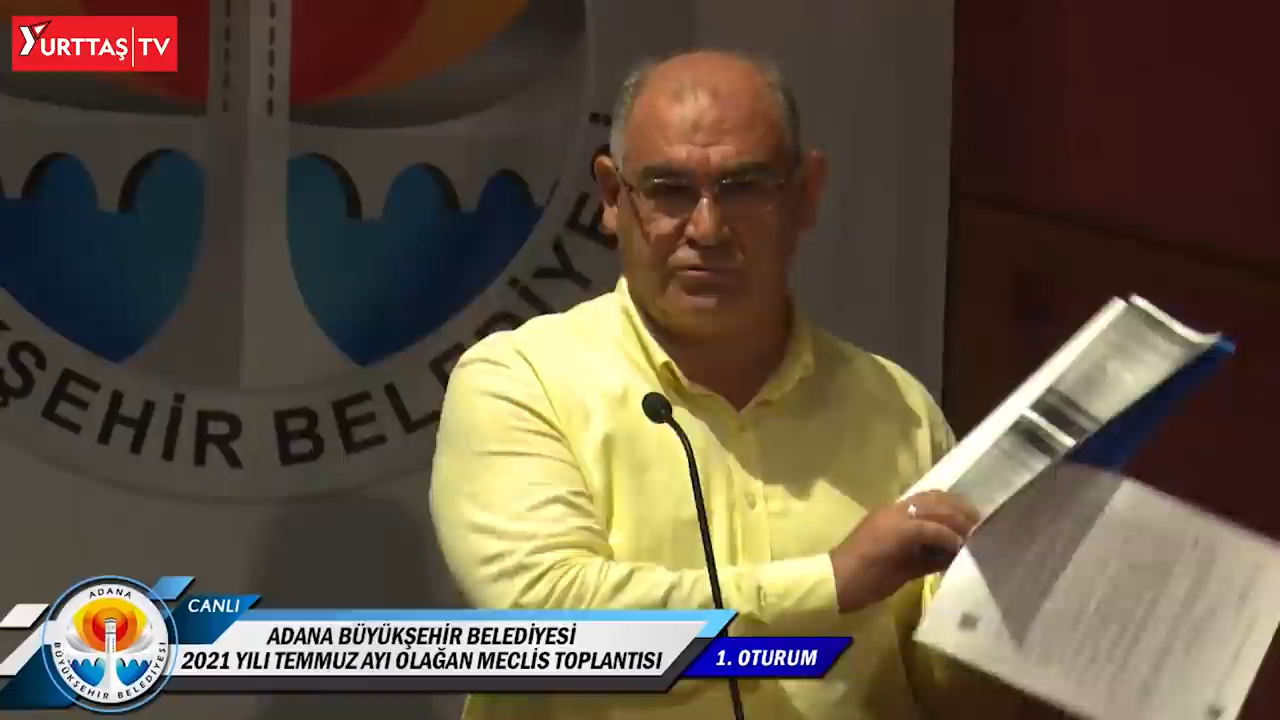 YURTTAŞ|TV
ŞEHİR BELEDİYESİ
CANLI
ADANA
BÜYÜKŞEHİR BELEDİYESİ
ADANA BÜYÜKŞEHİR BELEDİYESİ
2021 YILI TEMMUZ AYI OLAĞAN MECLİS TOPLANTISI
1. OTURUM